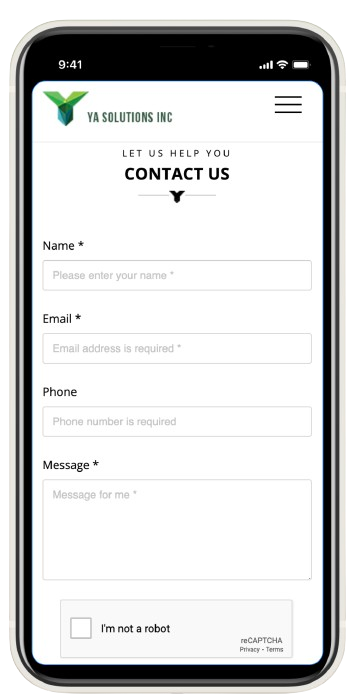 9:41
YA SOLUTIONS INC
LET US HELP YOU
CONTACT US
Name *
Please enter your name *
Email *
Email address is required *
Phone
Phone number is required
Message *
Message for me *
I'm not a robot
reCAPTCHA
Privacy - Terms